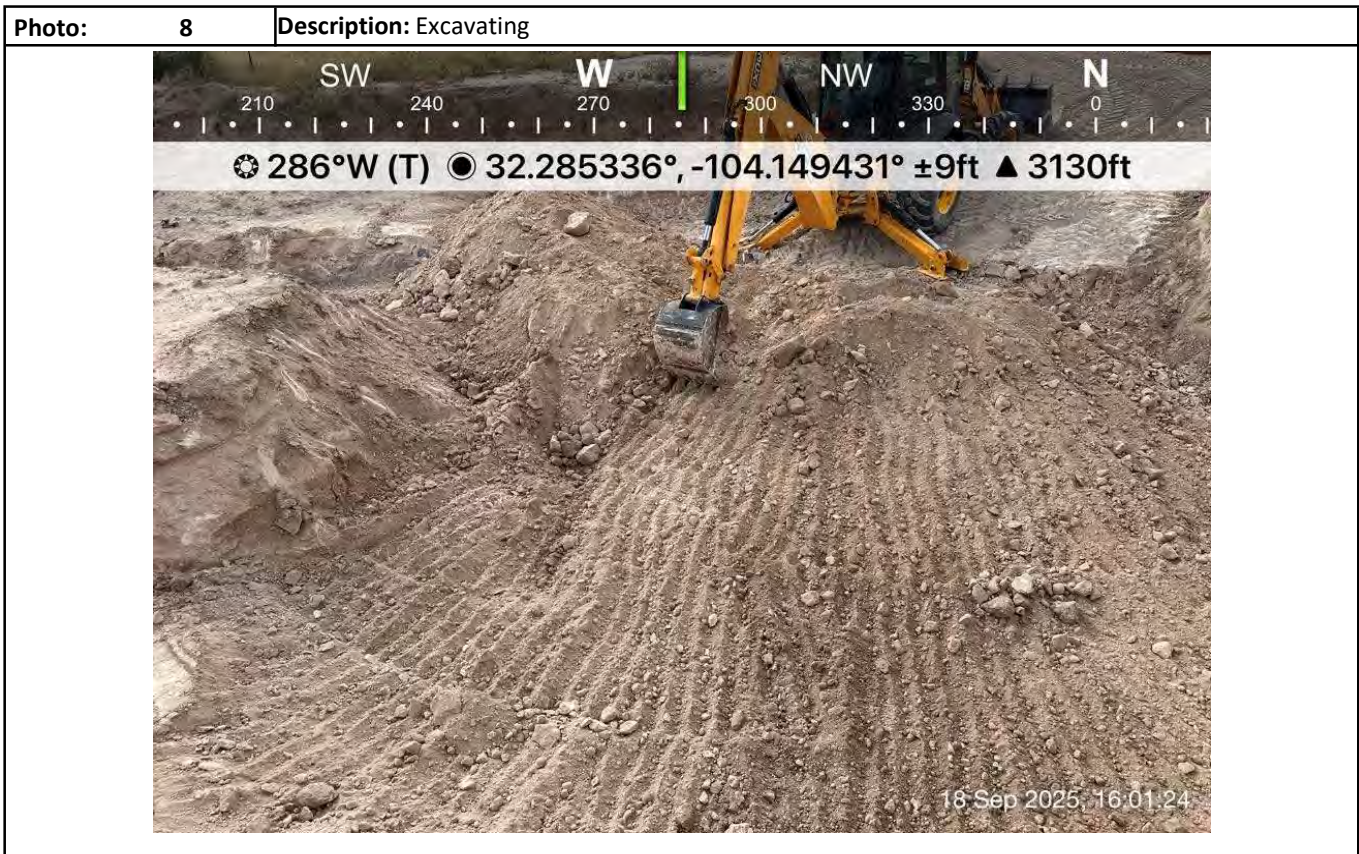 Photo: 8 Description: Excavating
SW W NW N
210 240 270 300 330 0
286°W (T) 32.285336°, -104.149431° ±9ft ▲ 3130ft
18 Sep 2025, 16:01:24